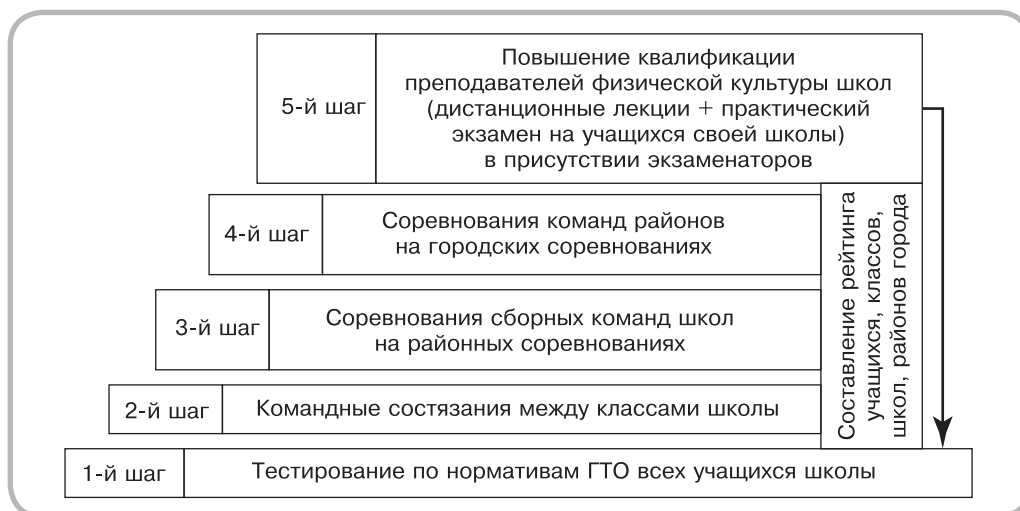 5-й шаг
Повышение квалификации
преподавателей физической культуры школ
(дистанционные лекции + практический
экзамен на учащихся своей школы)
в присутствии экзаменаторов
4-й шаг
Соревнования команд районов
на городских соревнованиях
3-й шаг
Соревнования сборных команд школ
на районных соревнованиях
2-й шаг
Командные состязания между классами школы
Составление рейтинга
учащихся, классов,
школ, районов города
1-й шаг
Тестирование по нормативам ГТО всех учащихся школы